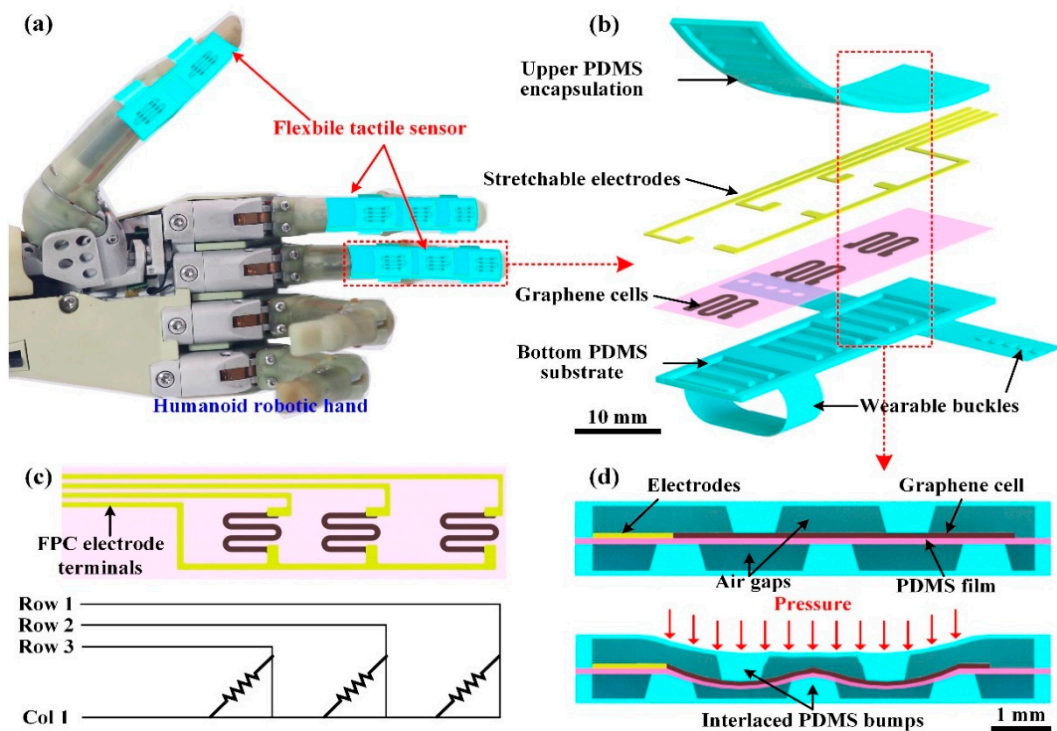 (a)
Flexbile tactile sensor
Humanoid robotic hand
(b)
Upper PDMS
encapsulation
Stretchable electrodes
Graphene cells
Bottom PDMS
substrate
Wearable buckles
10 mm
(c)
FPC electrode
terminals
Row 1
Row 2
Row 3
Col 1
(d)
Electrodes
Graphene cell
Air gaps
PDMS film
Pressure
Interlaced PDMS bumps
1 mm